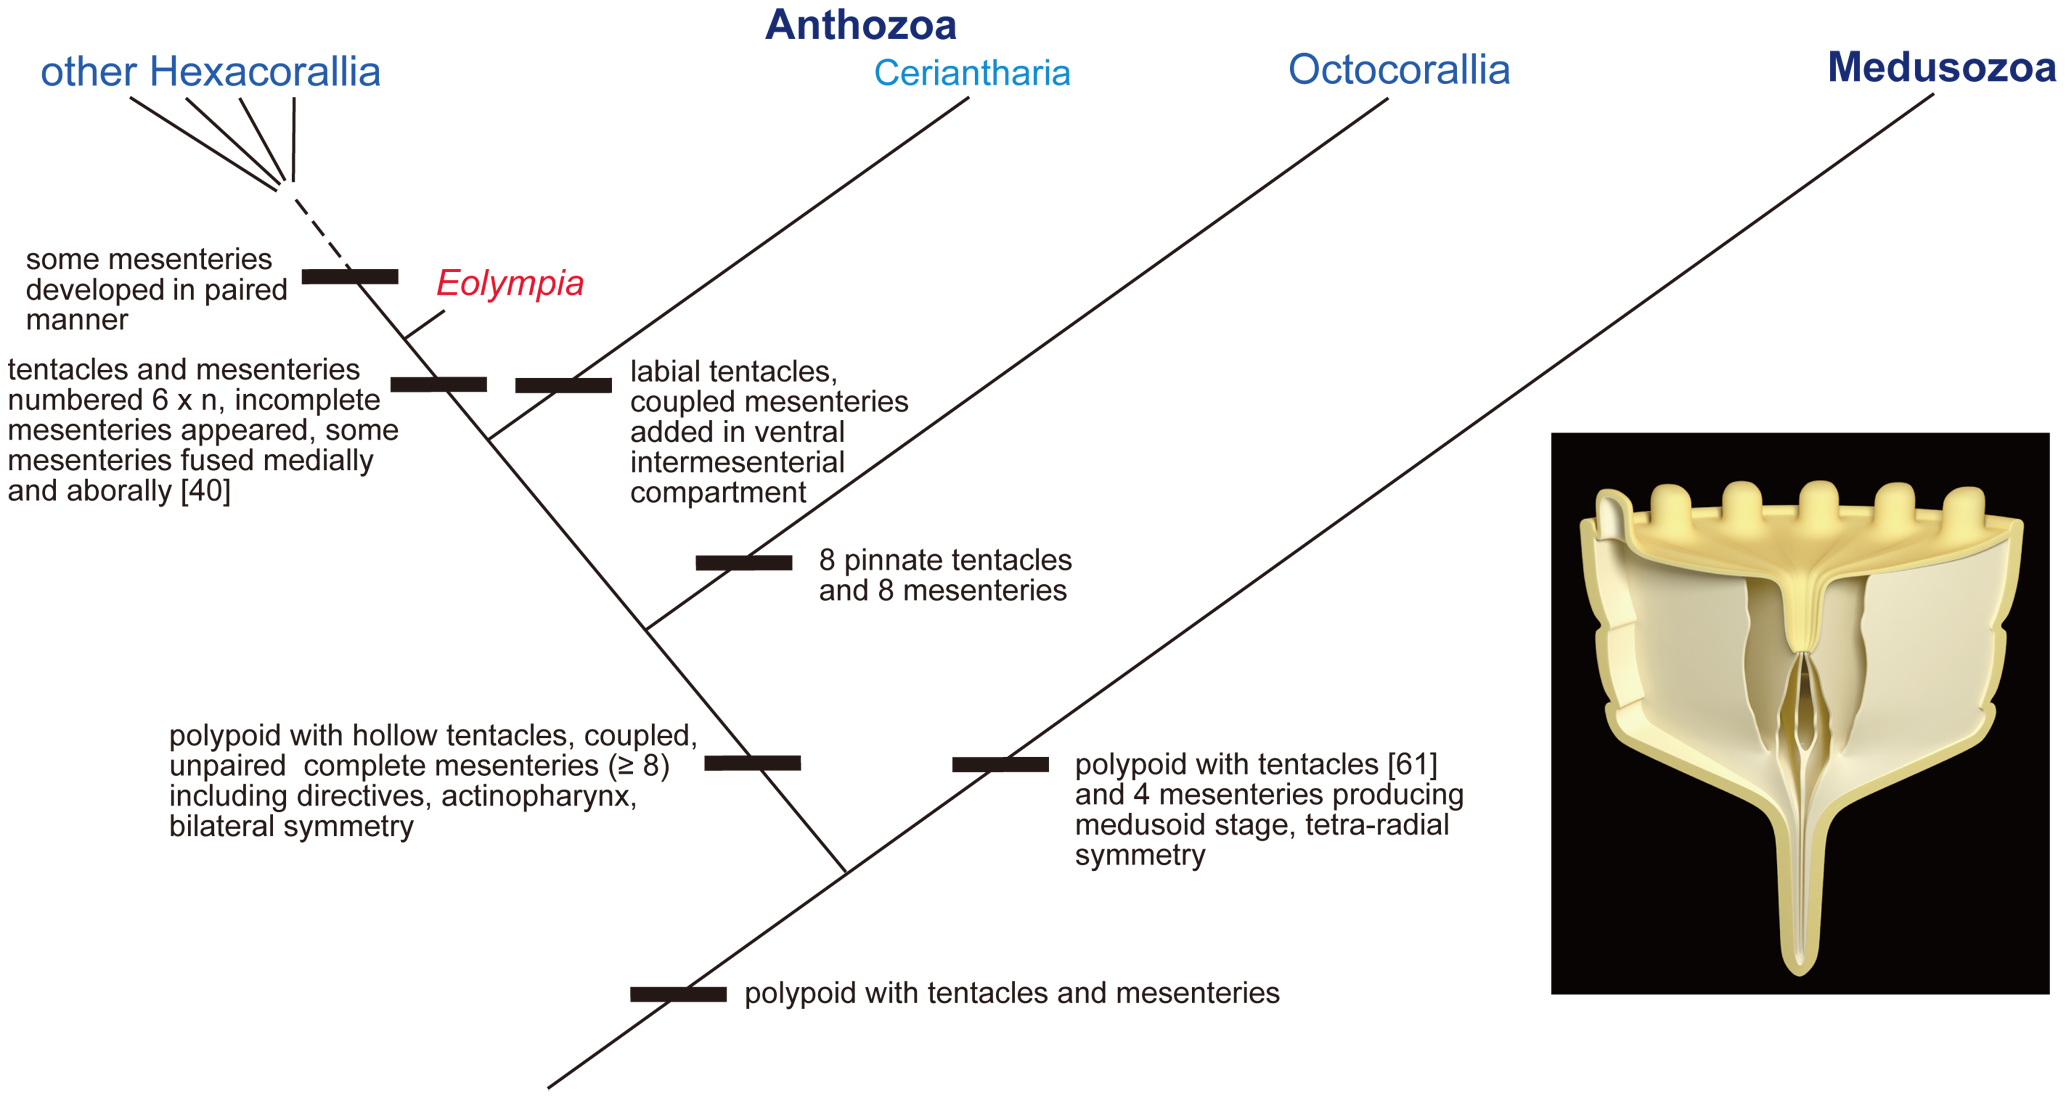 Anthozoa
other Hexacorallia
Ceriantharia
Octocorallia
Medusozoa
some mesenteries
developed in paired
manner
Eolympia
tentacles and mesenteries
numbered 6 x n, incomplete
mesenteries appeared, some
mesenteries fused medially
and aborally [40]
labial tentacles,
coupled mesenteries
added in ventral
intermesenterial
compartment
8 pinnate tentacles
and 8 mesenteries
polypoid with hollow tentacles, coupled,
unpaired complete mesenteries (≥ 8)
including directives, actinopharynx,
bilateral symmetry
polypoid with tentacles [61]
and 4 mesenteries producing
medusoid stage, tetra-radial
symmetry
polypoid with tentacles and mesenteries